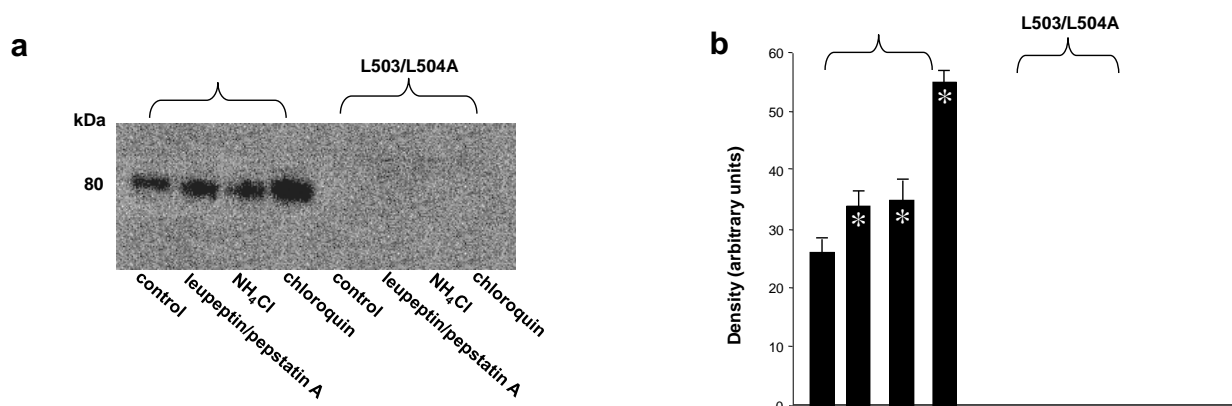 a
L503/L504A
kDa
80
control
leupeptin/pepstatin A
NH4Cl
chloroquin
control
leupeptin/pepstatin A
NH4Cl
chloroquin
b
L503/L504A
Density (arbitrary units)
60
50
40
30
20
10
0
*
*
*